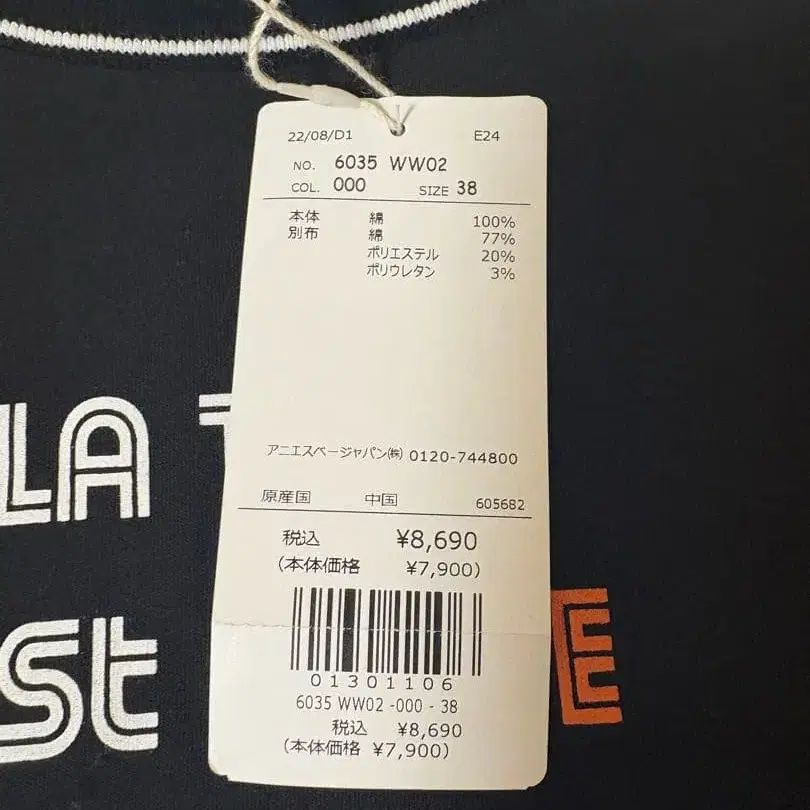 22/08/D1 E24
NO. 6035 WW02
COL. 000 SIZE 38
本体 綿 100%
別布 綿 77%
ポリエステル 20%
ポリウレタン 3%
アニエスベージャパン㈱ 0120-744800
原産国 中国 605682
税込 ¥8,690
(本体価格 ¥7,900)
01301106
6035 WW02 -000 - 38
税込 ¥8,690
(本体価格 ¥7,900)
LA
st E